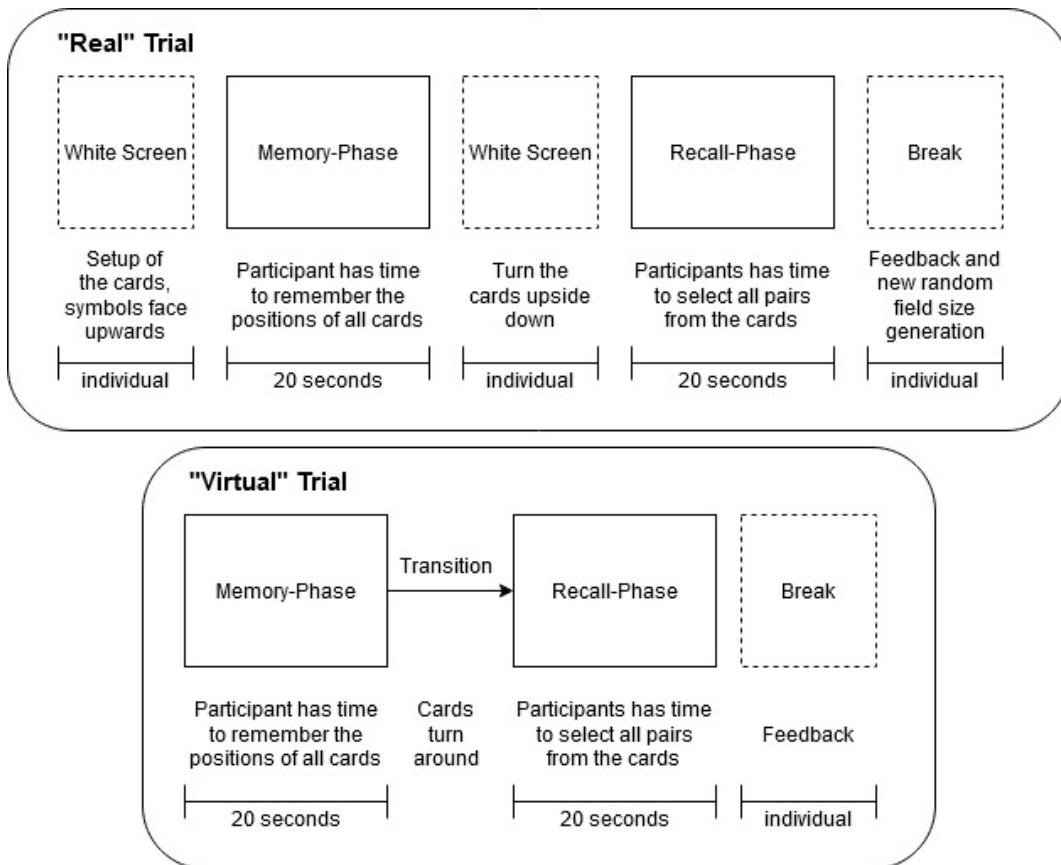 "Real" Trial
White Screen
Memory-Phase
White Screen
Recall-Phase
Break
Setup of
the cards,
symbols face
upwards
Participant has time
to remember the
positions of all cards
Turn the
cards upside
down
Participants has time
to select all pairs
from the cards
Feedback and
new random
field size
generation
individual
20 seconds
individual
20 seconds
individual
"Virtual" Trial
Memory-Phase
Transition
Recall-Phase
Break
Participant has time
to remember the
positions of all cards
Cards
turn
around
Participants has time
to select all pairs
from the cards
Feedback
20 seconds
20 seconds
individual